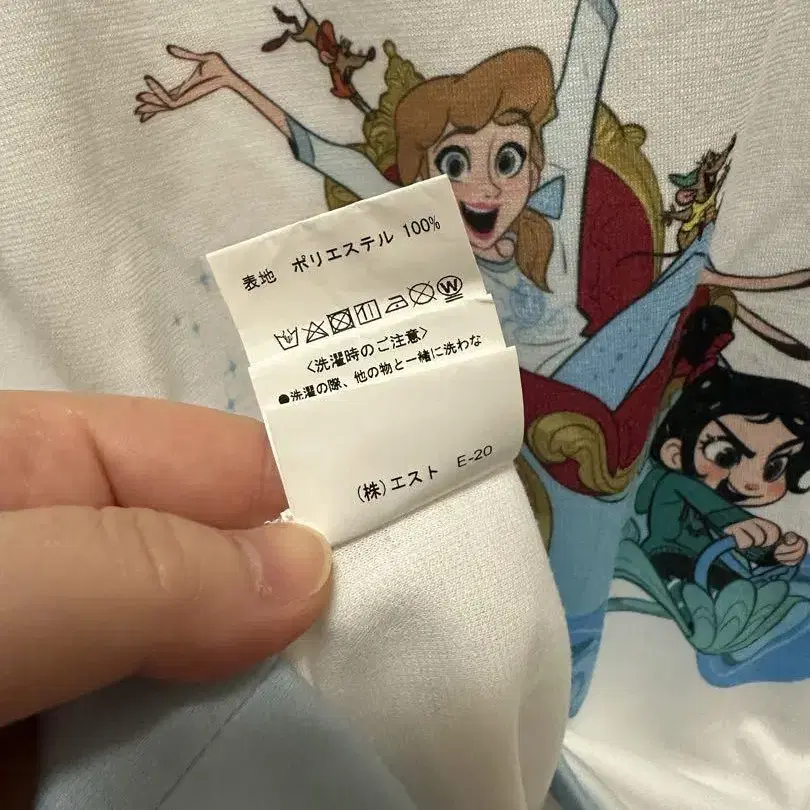 表地 ポリエステル 100%
W
〈洗濯時のご注意〉
●洗濯の際、他の物と一緒に洗わな
(株)エスト E-20